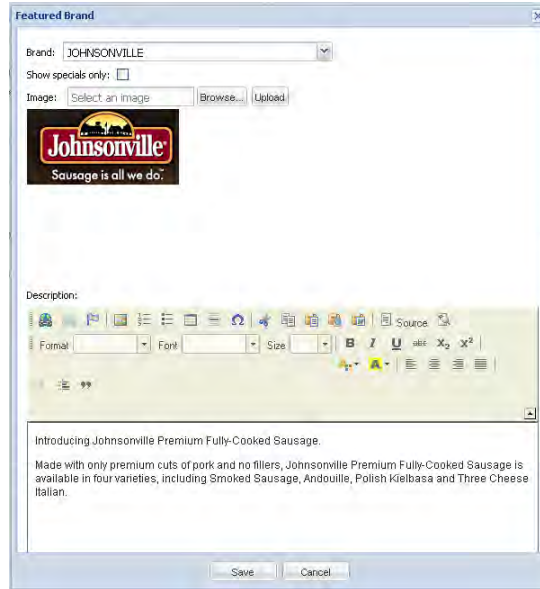 Featured Brand
Brand: JOHNSONVILLE
Show specials only:
Image: Select an image Browse... Upload
Johnsonville
Sausage is all we do.
Description:
Source
Format Font Size B I U abc X2 X2
A A
Introducing Johnsonville Premium Fully-Cooked Sausage.
Made with only premium cuts of pork and no fillers, Johnsonville Premium Fully-Cooked Sausage is
available in four varieties, including Smoked Sausage, Andouille, Polish Kielbasa and Three Cheese
Italian.
Save Cancel